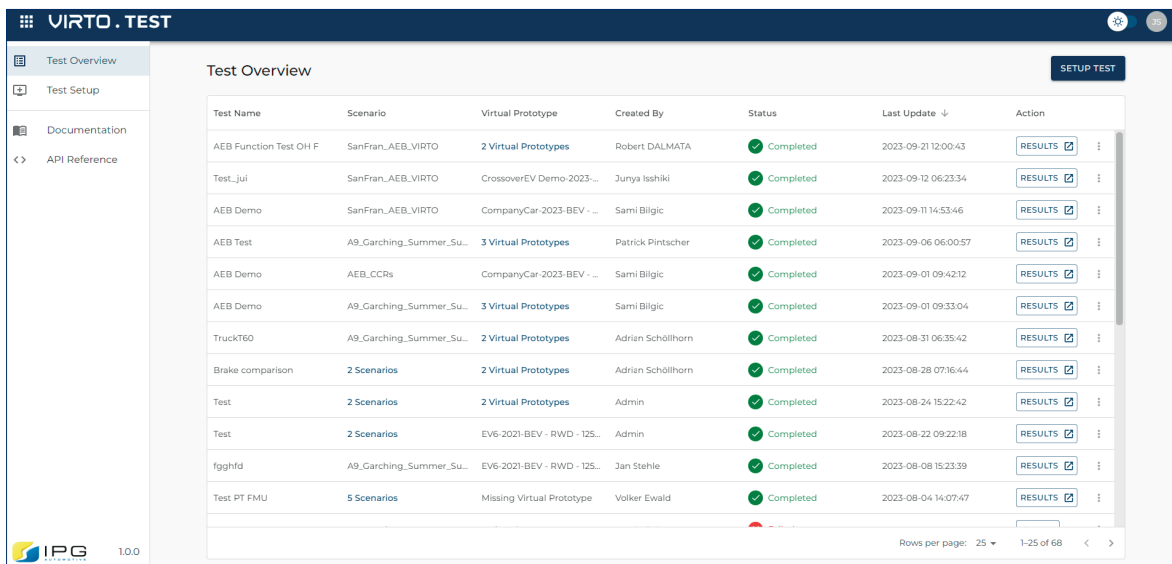 VIRTO.TEST
JS
Test Overview
Test Setup
Documentation
API Reference
Test Overview
SETUP TEST
Test Name Scenario Virtual Prototype Created By Status Last Update Action
AEB Function Test OH F SanFran_AEB_VIRTO 2 Virtual Prototypes Robert DALMATA Completed 2023-09-21 12:00:43 RESULTS
Test_jui SanFran_AEB_VIRTO CrossoverEV Demo-2023-... Junya Isshiki Completed 2023-09-12 06:23:34 RESULTS
AEB Demo SanFran_AEB_VIRTO CompanyCar-2023-BEV - ... Sami Bilgic Completed 2023-09-11 14:53:46 RESULTS
AEB Test A9_Garching_Summer_Su... 3 Virtual Prototypes Patrick Pintscher Completed 2023-09-06 06:00:57 RESULTS
AEB Demo AEB_CCRs CompanyCar-2023-BEV - ... Sami Bilgic Completed 2023-09-01 09:42:12 RESULTS
AEB Demo A9_Garching_Summer_Su... 3 Virtual Prototypes Sami Bilgic Completed 2023-09-01 09:33:04 RESULTS
TruckT60 A9_Garching_Summer_Su... 2 Virtual Prototypes Adrian Schöllhorn Completed 2023-08-31 06:35:42 RESULTS
Brake comparison 2 Scenarios 2 Virtual Prototypes Adrian Schöllhorn Completed 2023-08-28 07:16:44 RESULTS
Test 2 Scenarios 2 Virtual Prototypes Admin Completed 2023-08-24 15:22:42 RESULTS
Test 2 Scenarios EV6-2021-BEV - RWD - 125... Admin Completed 2023-08-22 09:22:18 RESULTS
fgghfd A9_Garching_Summer_Su... EV6-2021-BEV - RWD - 125... Jan Stehle Completed 2023-08-08 15:23:39 RESULTS
Test PT FMU 5 Scenarios Missing Virtual Prototype Volker Ewald Completed 2023-08-04 14:07:47 RESULTS
Rows per page: 25 1-25 of 68
IPG AUTOMOTIVE 1.0.0